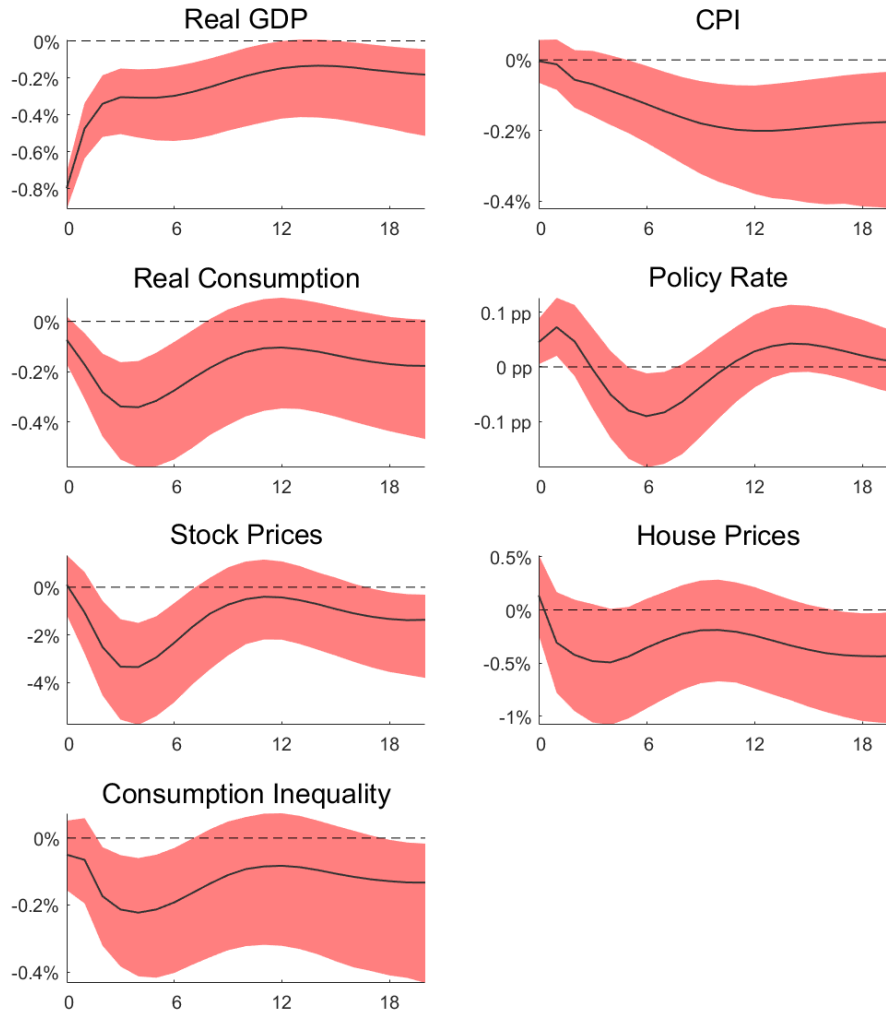 Real GDP
0%
-0.2%
-0.4%
-0.6%
-0.8%
0 6 12 18
CPI
0%
-0.2%
-0.4%
0 6 12 18
Real Consumption
0%
-0.2%
-0.4%
0 6 12 18
Policy Rate
0.1 pp
0 pp
-0.1 pp
0 6 12 18
Stock Prices
0%
-2%
-4%
0 6 12 18
House Prices
0.5%
0%
-0.5%
-1%
0 6 12 18
Consumption Inequality
0%
-0.2%
-0.4%
0 6 12 18